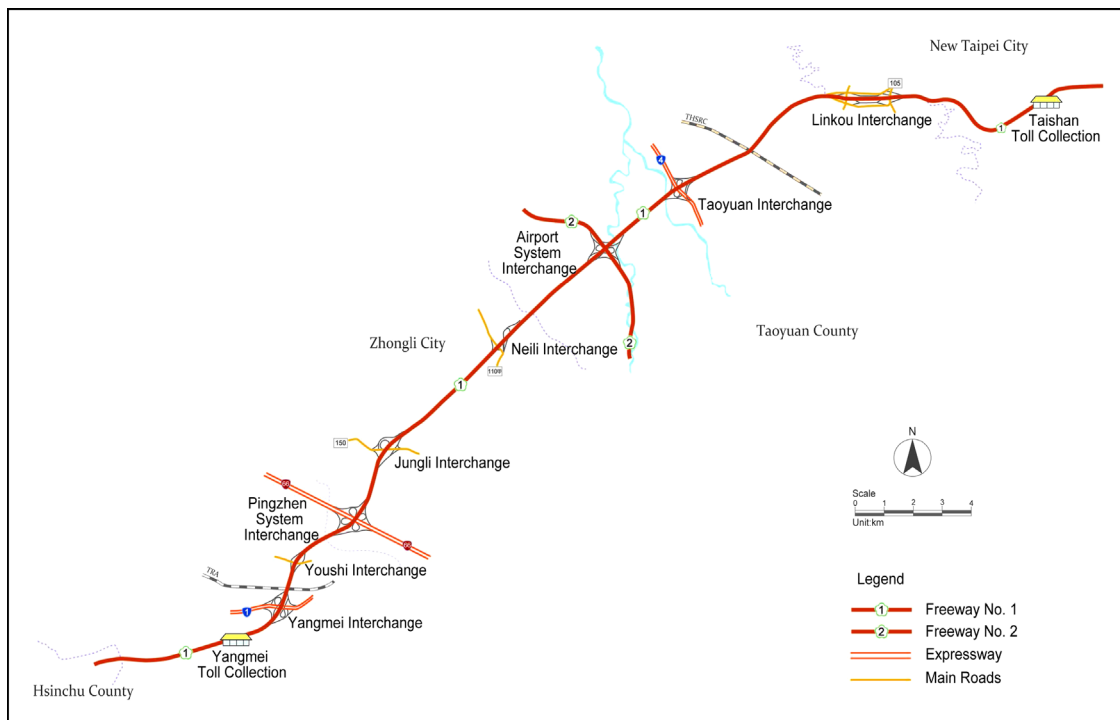 New Taipei City
105
Linkou Interchange
1
Taishan
Toll Collection
THSRC
4
Taoyuan Interchange
1
2
Airport
System
Interchange
Taoyuan County
2
Zhongli City
Neili Interchange
110甲
1
150
Jungli Interchange
N
Scale
0 1 2 3 4
Unit:km
66
Pingzhen
System
Interchange
66
Youshi Interchange
TRA
1
Yangmei Interchange
1
Yangmei
Toll Collection
Hsinchu County
Legend
1 Freeway No. 1
2 Freeway No. 2
Expressway
Main Roads